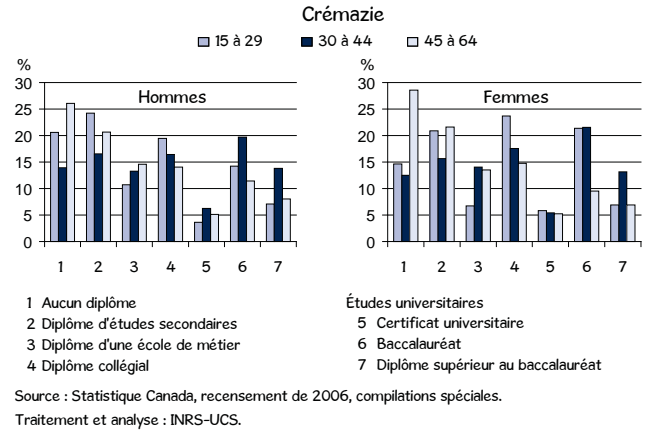 Crémazie
15 à 29 30 à 44 45 à 64
%
Hommes
30
25
20
15
10
5
0
1 2 3 4 5 6 7
%
Femmes
30
25
20
15
10
5
0
1 2 3 4 5 6 7
1 Aucun diplôme
2 Diplôme d'études secondaires
3 Diplôme d'une école de métier
4 Diplôme collégial
Études universitaires
5 Certificat universitaire
6 Baccalauréat
7 Diplôme supérieur au baccalauréat
Source : Statistique Canada, recensement de 2006, compilations spéciales.
Traitement et analyse : INRS-UCS.